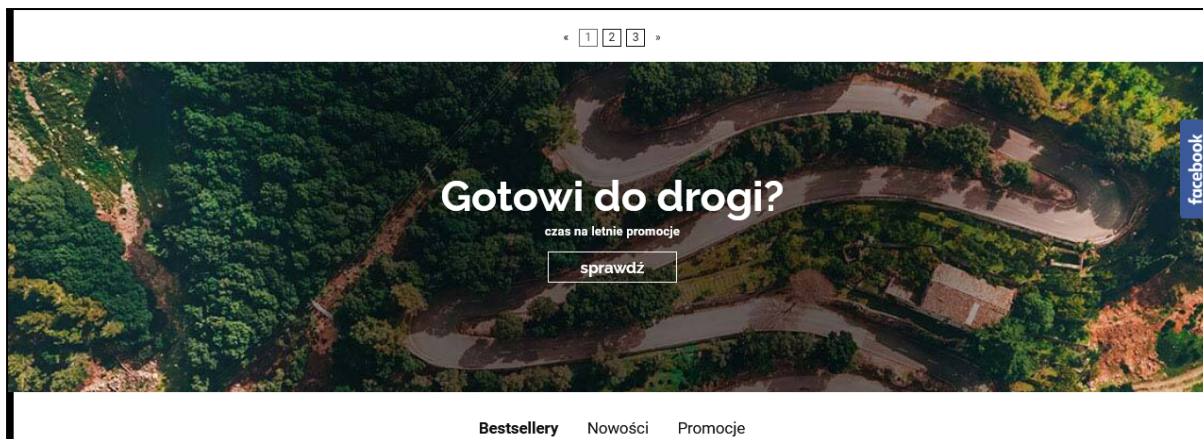 « 1 2 3 »
facebook
Gotowi do drogi?
czas na letnie promocje
sprawdź
Bestsellery Nowości Promocje